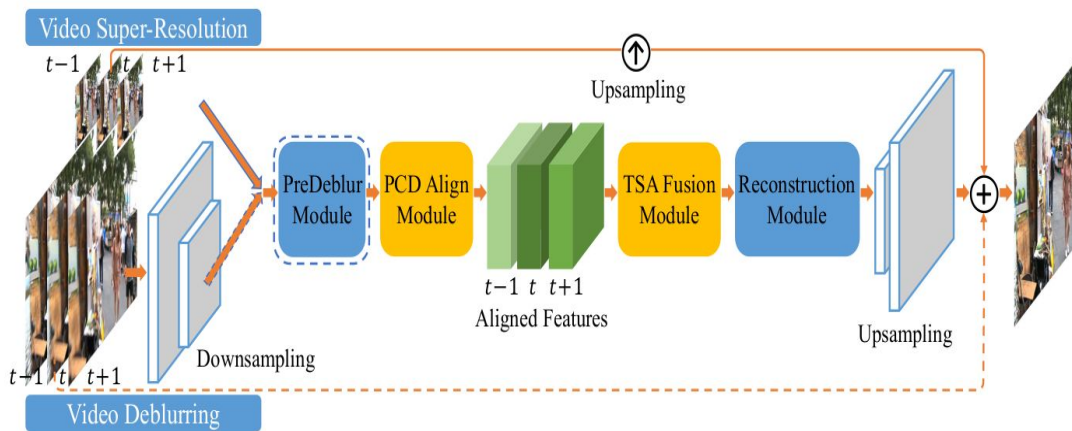 Video Super-Resolution
t−1 t t+1
Upsampling
PreDeblur
Module
PCD Align
Module
TSA Fusion
Module
Reconstruction
Module
t−1 t t+1
Aligned Features
Upsampling
Downsampling
t−1 t t+1
Video Deblurring